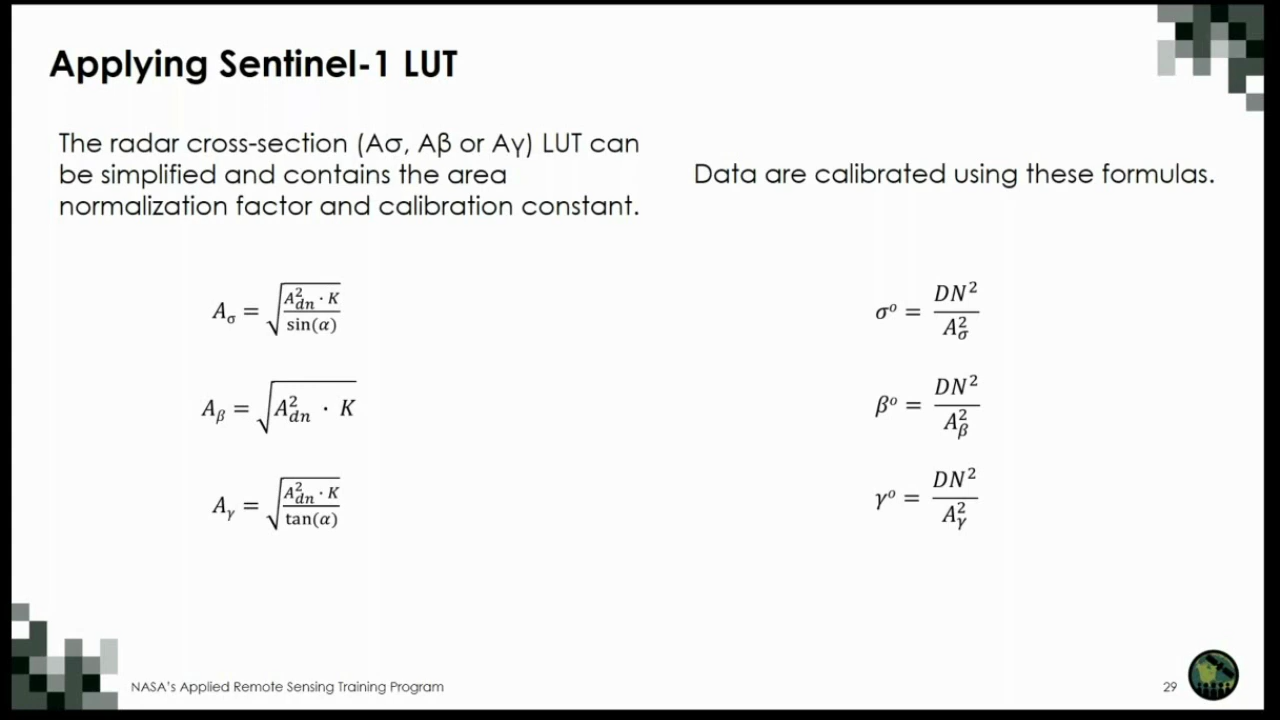 Applying Sentinel-1 LUT
The radar cross-section (Aσ, Aβ or Aγ) LUT can
be simplified and contains the area
normalization factor and calibration constant.
A_σ = √(A²_dn · K / sin(α))
A_β = √(A²_dn · K)
A_γ = √(A²_dn · K / tan(α))
Data are calibrated using these formulas.
σ° = DN² / A²_σ
β° = DN² / A²_β
γ° = DN² / A²_γ
NASA's Applied Remote Sensing Training Program
29